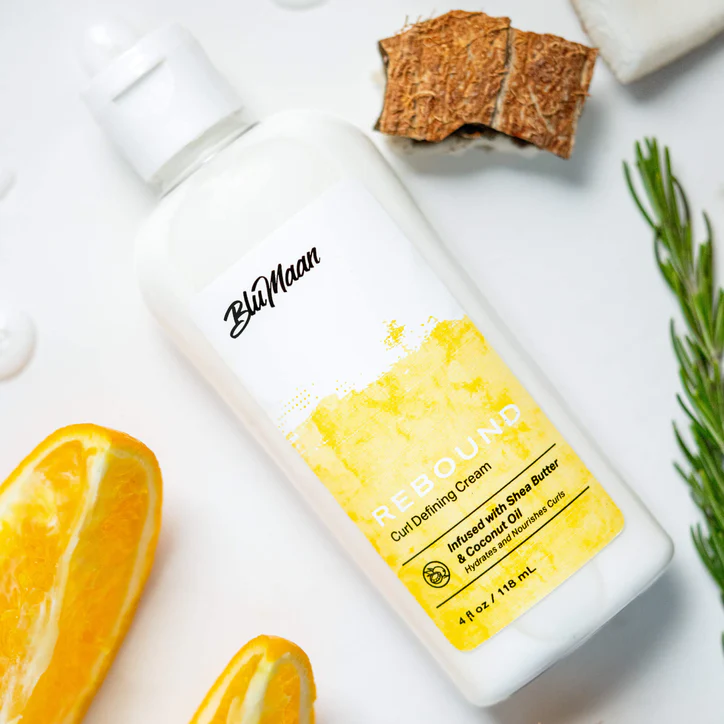 BluMaan
REBOUND
Curl Defining Cream
Infused with Shea Butter
& Coconut Oil
Hydrates and Nourishes Curls
4 fl oz / 118 mL